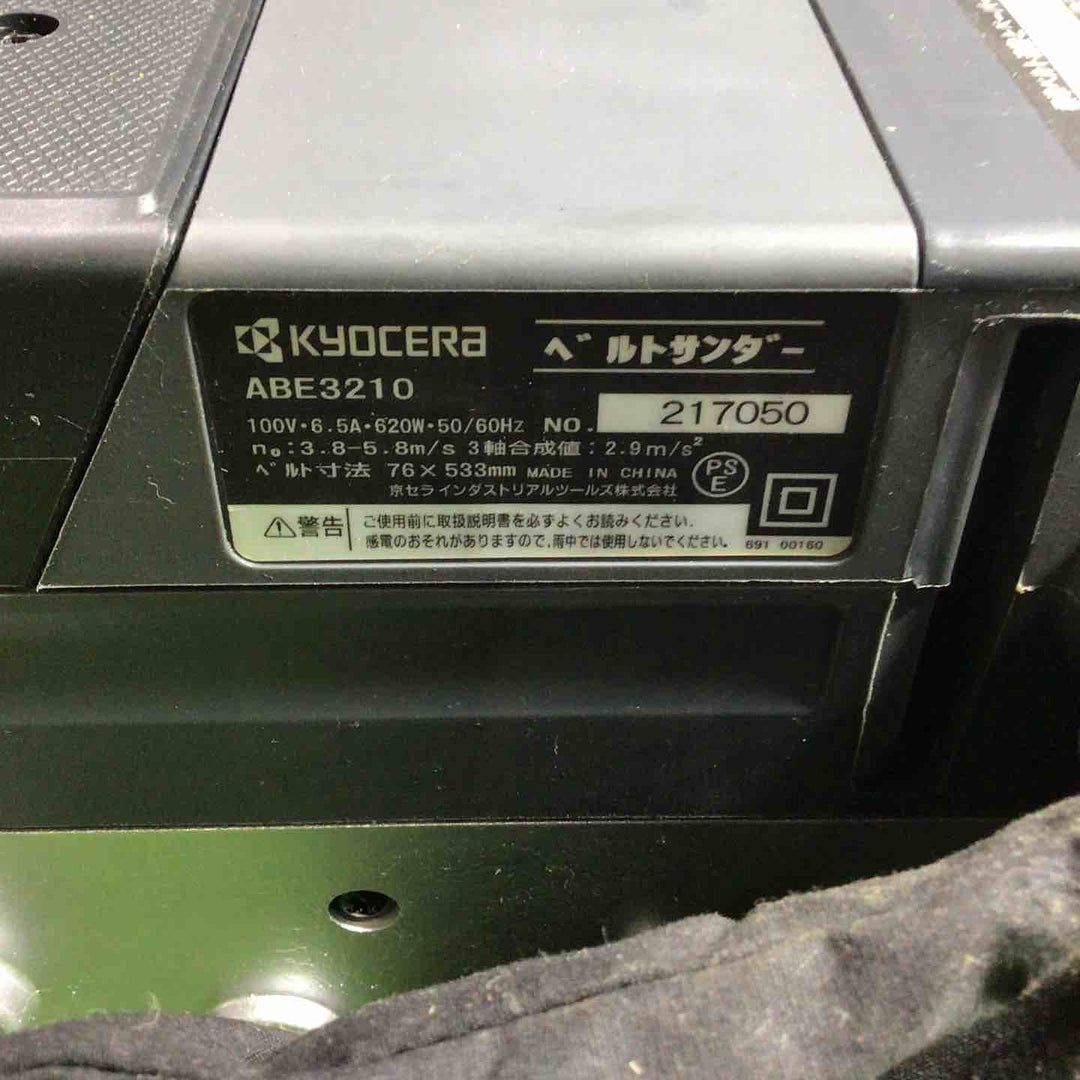 KYOCERA ベルトサンダー
ABE3210
100V・6.5A・620W・50/60Hz NO. 217050
n₀:3.8-5.8m/s 3軸合成値:2.9m/s²
ベルト寸法 76×533mm MADE IN CHINA PSE
京セラインダストリアルツールズ株式会社
警告 ご使用前に取扱説明書を必ずよくお読みください.
感電のおそれがありますので,雨中では使用しないでください.
691 00160